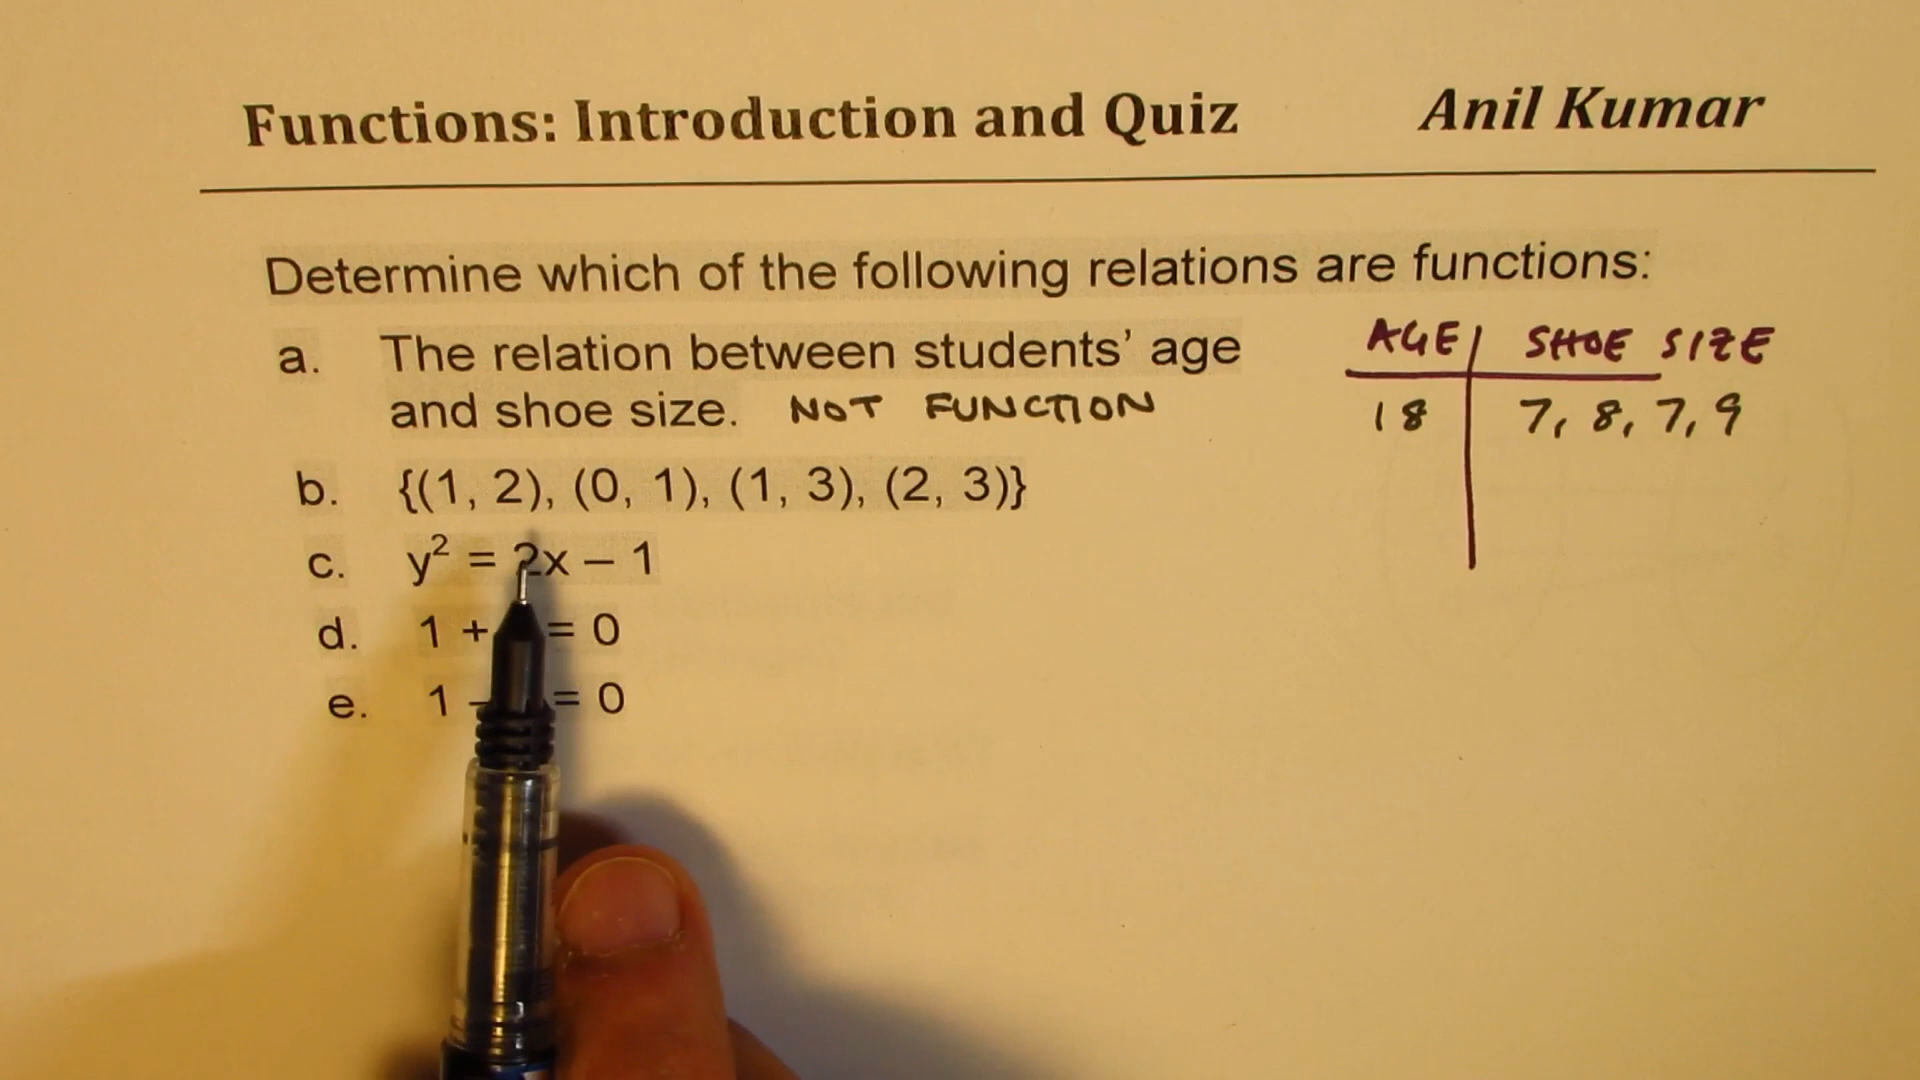 Functions: Introduction and Quiz Anil Kumar
Determine which of the following relations are functions:
a. The relation between students' age
and shoe size. NOT FUNCTION
AGE SHOE SIZE
18 7, 8, 7, 9
b. {(1, 2), (0, 1), (1, 3), (2, 3)}
c. y² = 2x – 1
d. 1 + = 0
e. 1 = 0